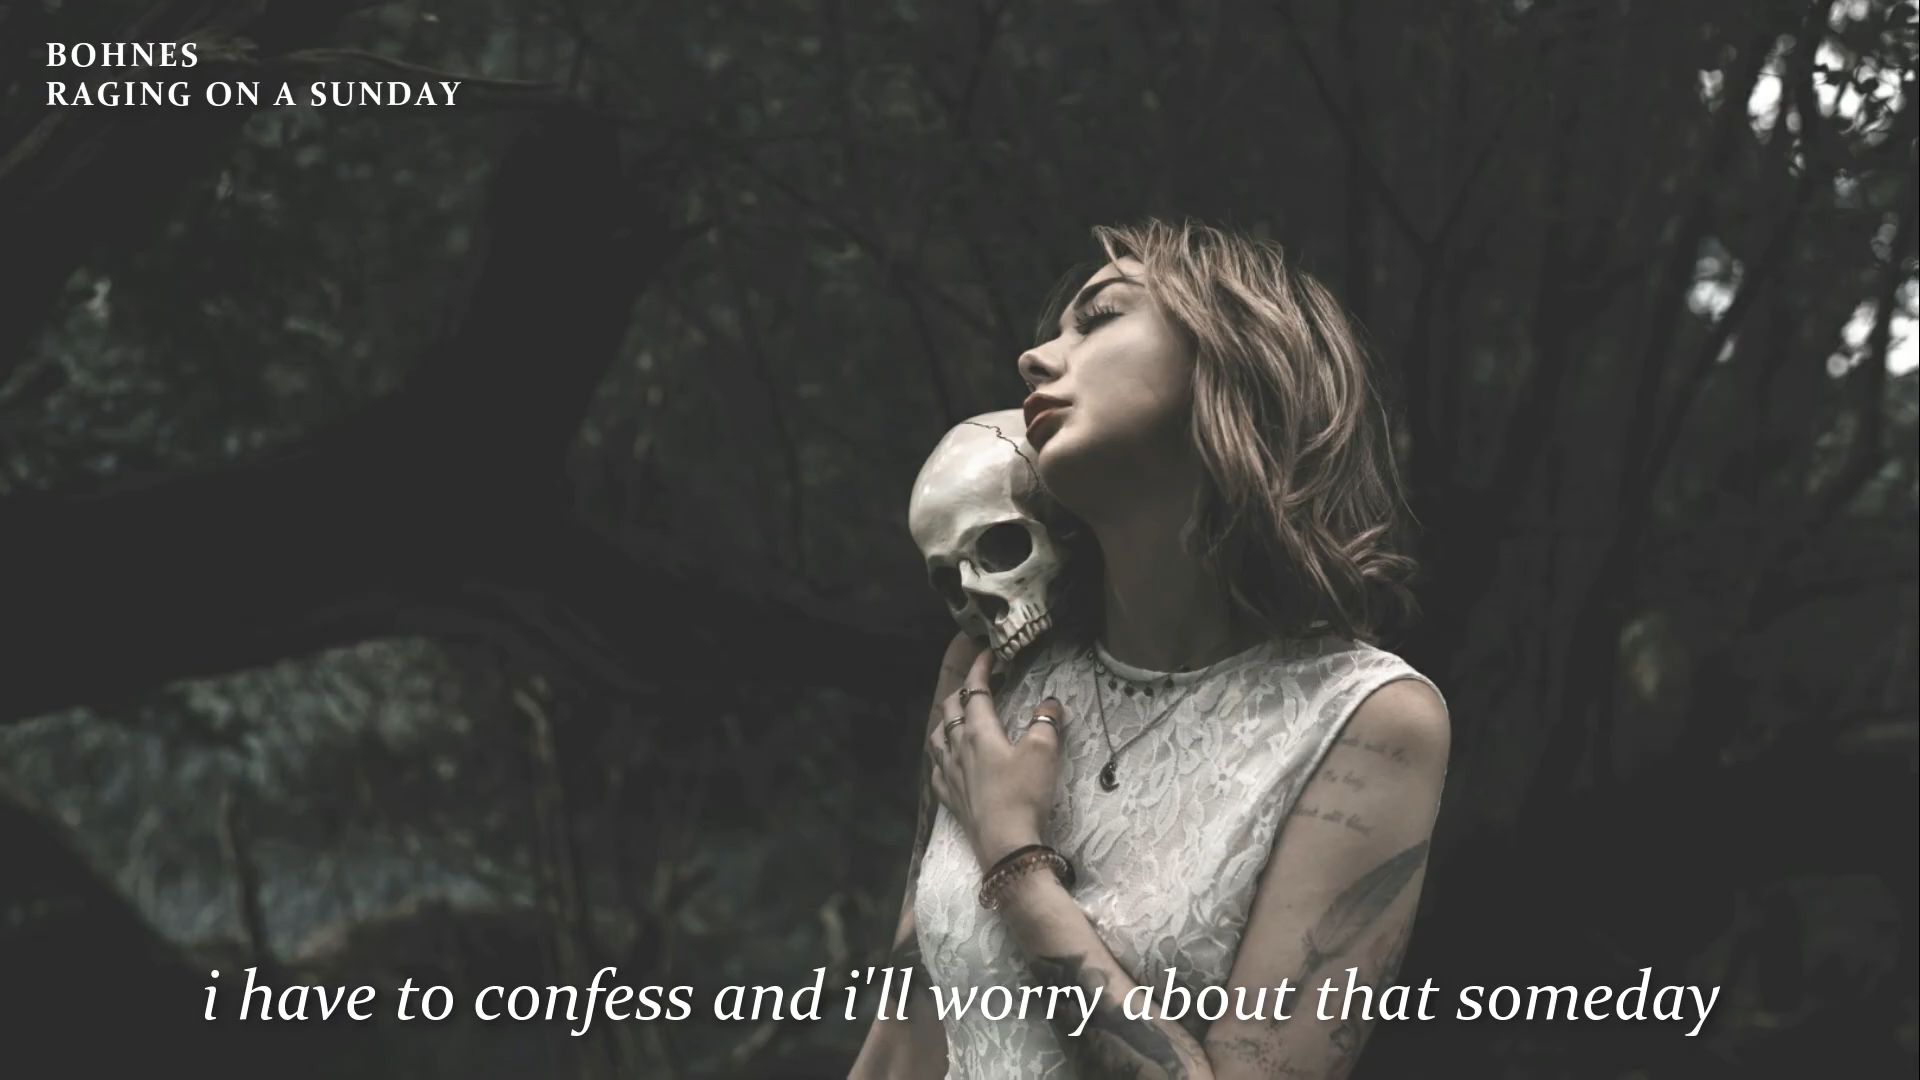 BOHNES
RAGING ON A SUNDAY
i have to confess and i'll worry about that someday